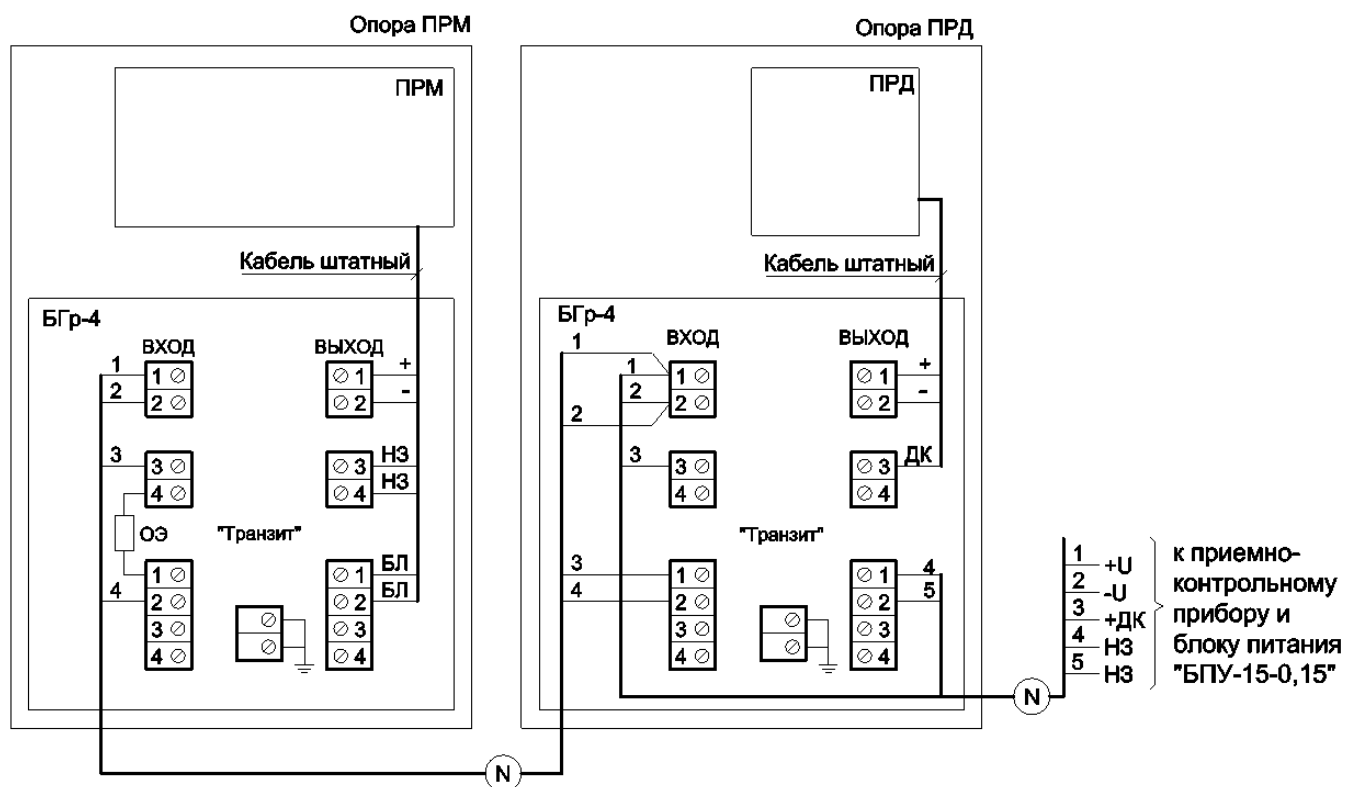 Опора ПРМ
ПРМ
Кабель штатный
БГр-4
ВХОД
ВЫХОД
1
2
1
2
1
2
+
-
3
3
4
3
4
НЗ
НЗ
ОЭ
"Транзит"
4
1
2
3
4
1
2
3
4
БЛ
БЛ
Опора ПРД
ПРД
Кабель штатный
БГр-4
ВХОД
ВЫХОД
1
1
2
2
1
2
1
2
+
-
3
3
4
3
4
ДК
"Транзит"
3
4
1
2
3
4
1
2
3
4
4
5
N
N
1 +U
2 -U
3 +ДК
4 НЗ
5 НЗ
к приемно-
контрольному
прибору и
блоку питания
"БПУ-15-0,15"